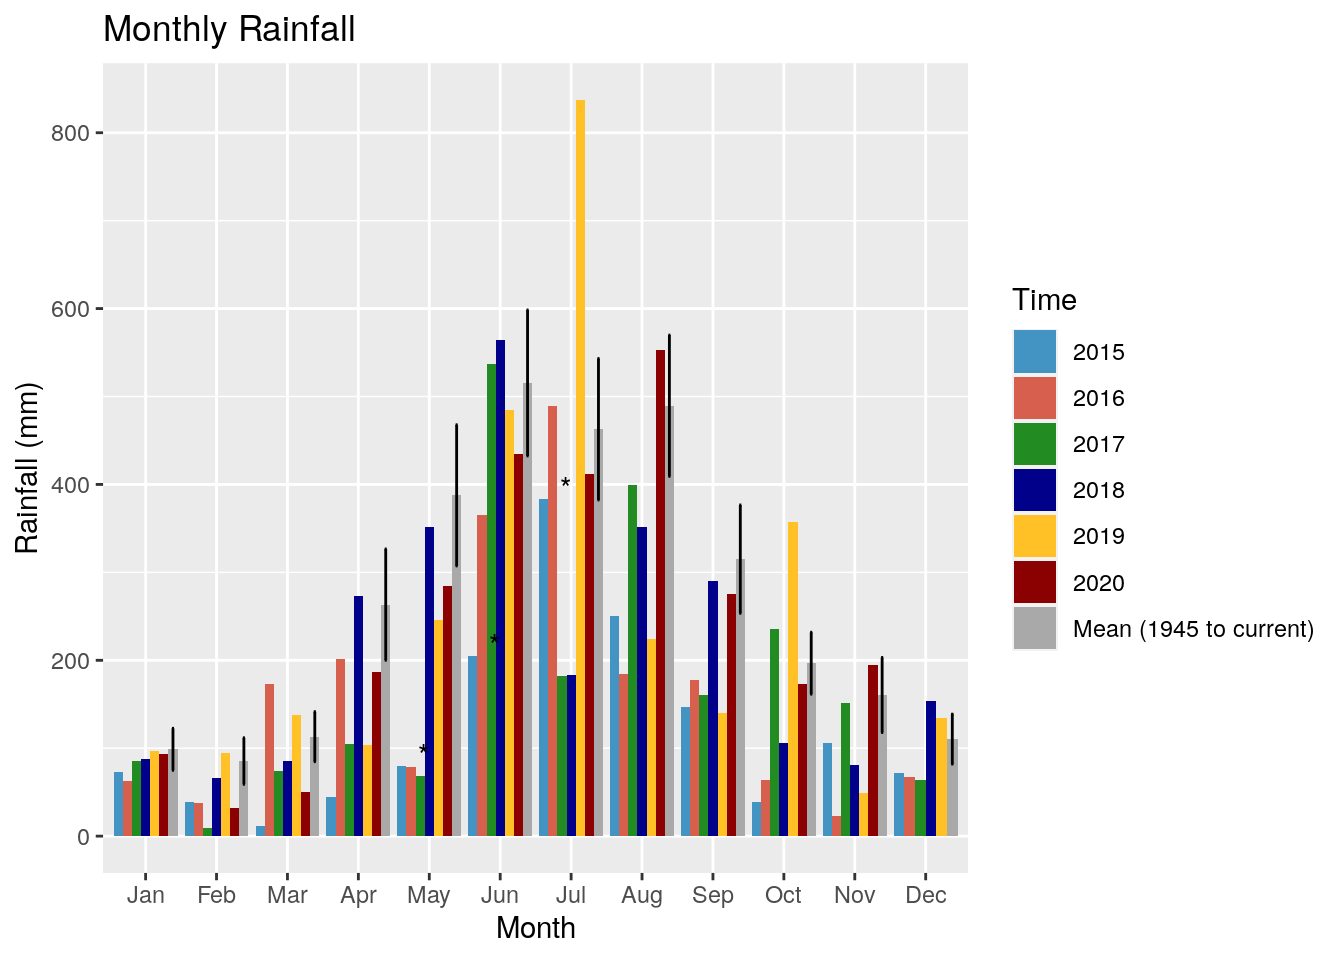 Monthly Rainfall
Rainfall (mm)
800
600
400
200
0
*
*
*
Jan Feb Mar Apr May Jun Jul Aug Sep Oct Nov Dec
Month
Time
2015
2016
2017
2018
2019
2020
Mean (1945 to current)